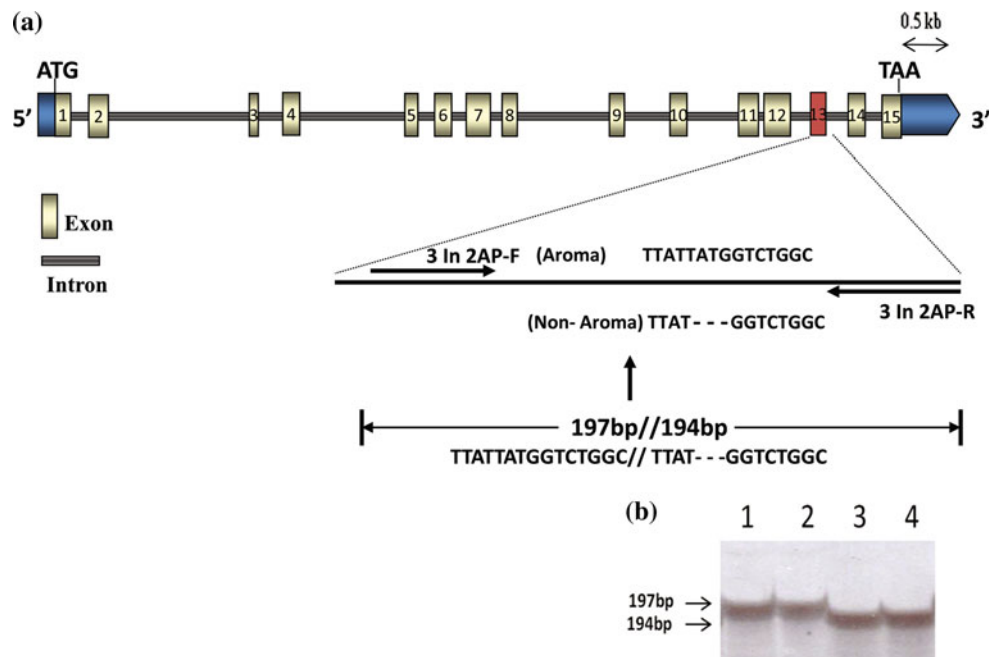 (a)
0.5 kb
ATG
TAA
5’
1 2 3 4 5 6 7 8 9 10 11 12 13 14 15
3’
Exon
Intron
3 In 2AP-F (Aroma) TTATTATGGTCTGGC
3 In 2AP-R
(Non- Aroma) TTAT- - -GGTCTGGC
197bp//194bp
TTATTATGGTCTGGC// TTAT- - -GGTCTGGC
(b)
1 2 3 4
197bp
194bp